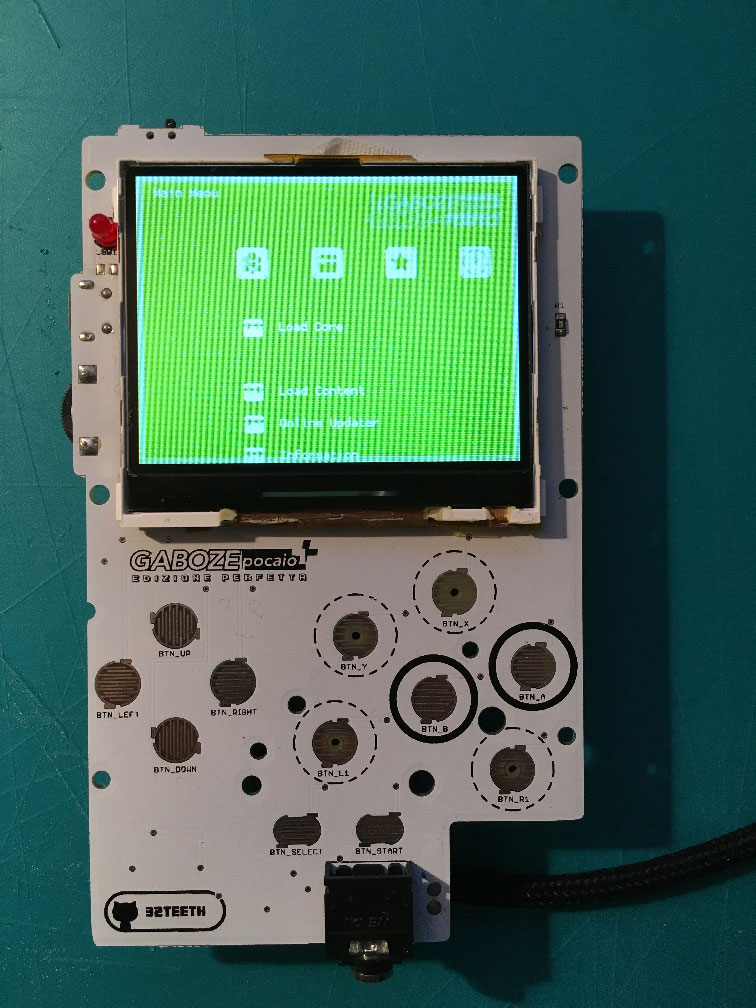 Main Menu
GABOZE
Load Core
Load Content
Online Updater
Information
R1
GABOZE pocaio
EDIZIONE PERFETTA
BTN_X
BTN_UP
BTN_Y
BTN_A
BTN_LEFT
BTN_RIGHT
BTN_B
BTN_DOWN
BTN_L1
BTN_R1
BTN_SELECT
BTN_START
32TEETH